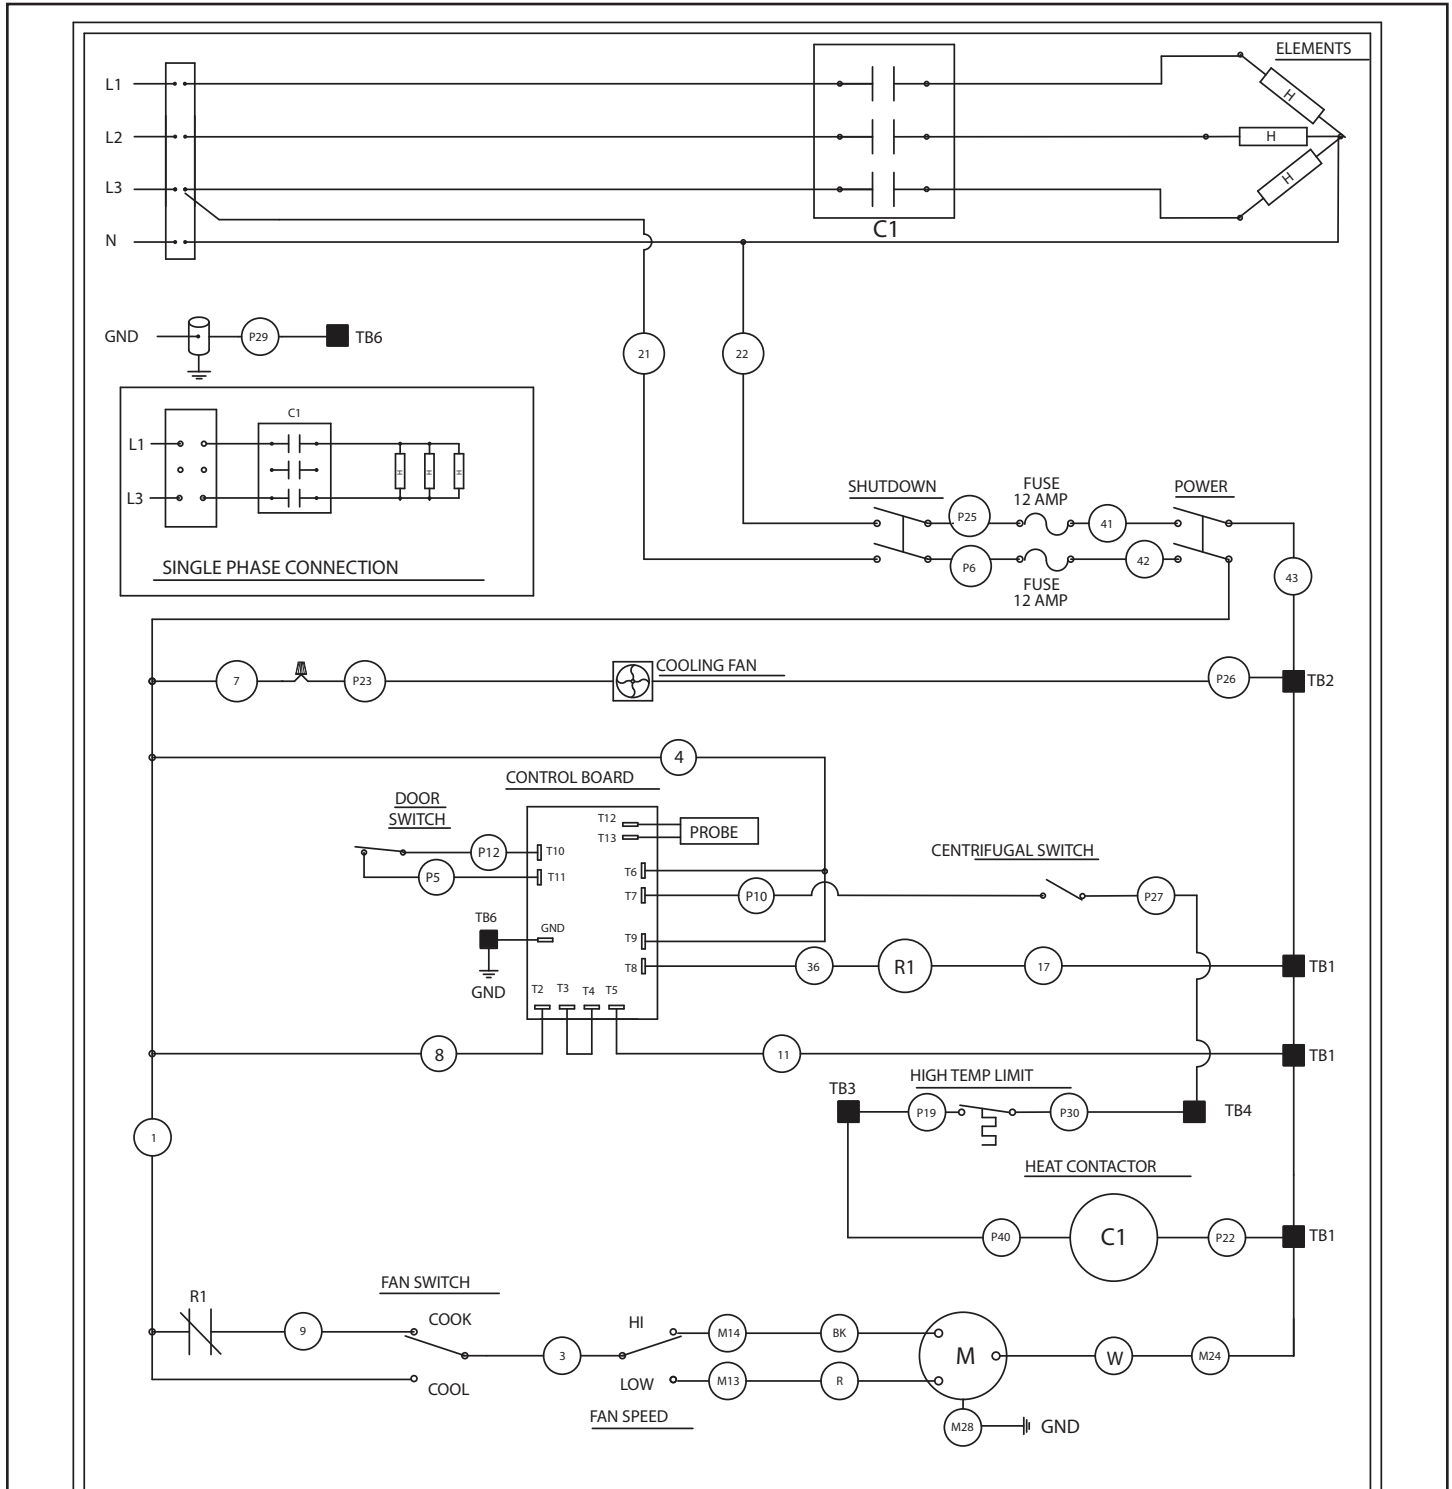 ELEMENTS
L1
H
L2
H
L3
H
C1
N
GND
P29
TB6
21
22
C1
L1
H
H
H
L3
SINGLE PHASE CONNECTION
SHUTDOWN
FUSE
12 AMP
POWER
P25
41
P6
42
FUSE
12 AMP
43
COOLING FAN
7
P23
P26
TB2
4
CONTROL BOARD
DOOR
SWITCH
T12
T13
PROBE
P12
T10
CENTRIFUGAL SWITCH
P5
T11
T6
T7
P10
P27
TB6
GND
T9
T8
36
R1
17
TB1
GND
T2
T3
T4
T5
8
11
TB1
HIGH TEMP LIMIT
TB3
P19
P30
TB4
1
HEAT CONTACTOR
P40
C1
P22
TB1
FAN SWITCH
R1
9
COOK
HI
M14
BK
3
M
W
M24
COOL
LOW
M13
R
FAN SPEED
M28
GND